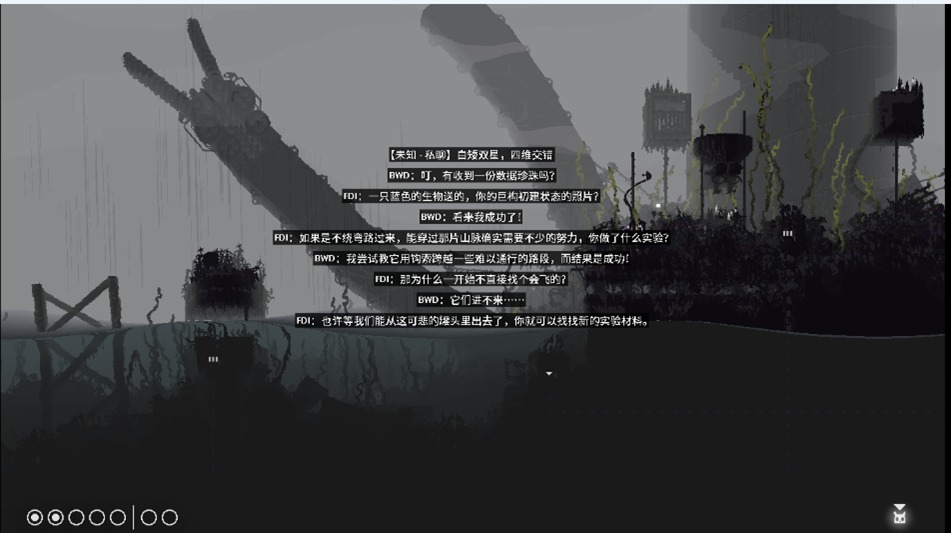 【未知-私聊】白矮双星，四维交错
BWD：叮，有收到一份数据珍珠吗？
FDI：一只蓝色的生物送的，你的巨构初建状态的照片？
BWD：看来我成功了！
FDI：如果是不绕弯路过来，能穿过那片山脉确实需要不少的努力，你做了什么实验？
BWD：我尝试教它用钩索跨越一些难以通行的路段，而结果是成功！
FDI：那为什么一开始不直接找个会飞的？
BWD：它们进不来……
FDI：也许等我们能从这可悲的罐头里出去了，你就可以找找新的实验材料。